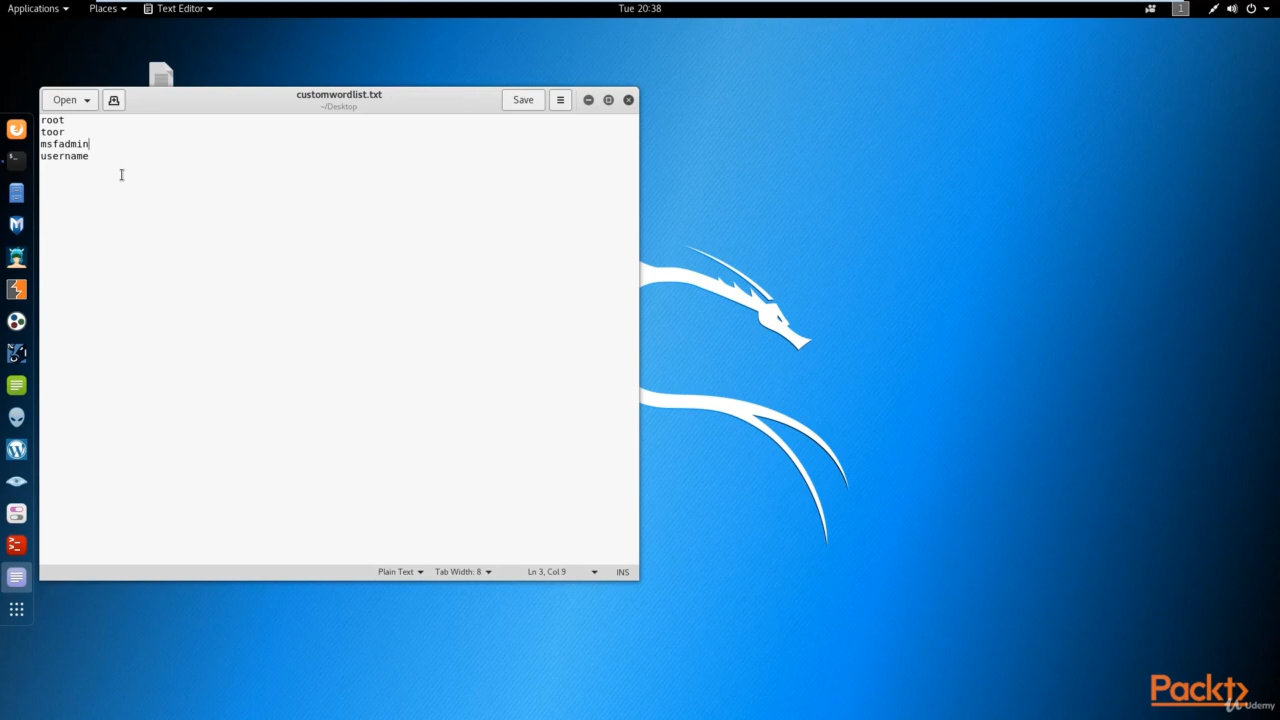 Applications Places Text Editor Tue 20:38 1
Open customwordlist.txt Save
~/Desktop
root
toor
msfadmin
username
Plain Text Tab Width: 8 Ln 3, Col 9 INS
Packt
Udemy